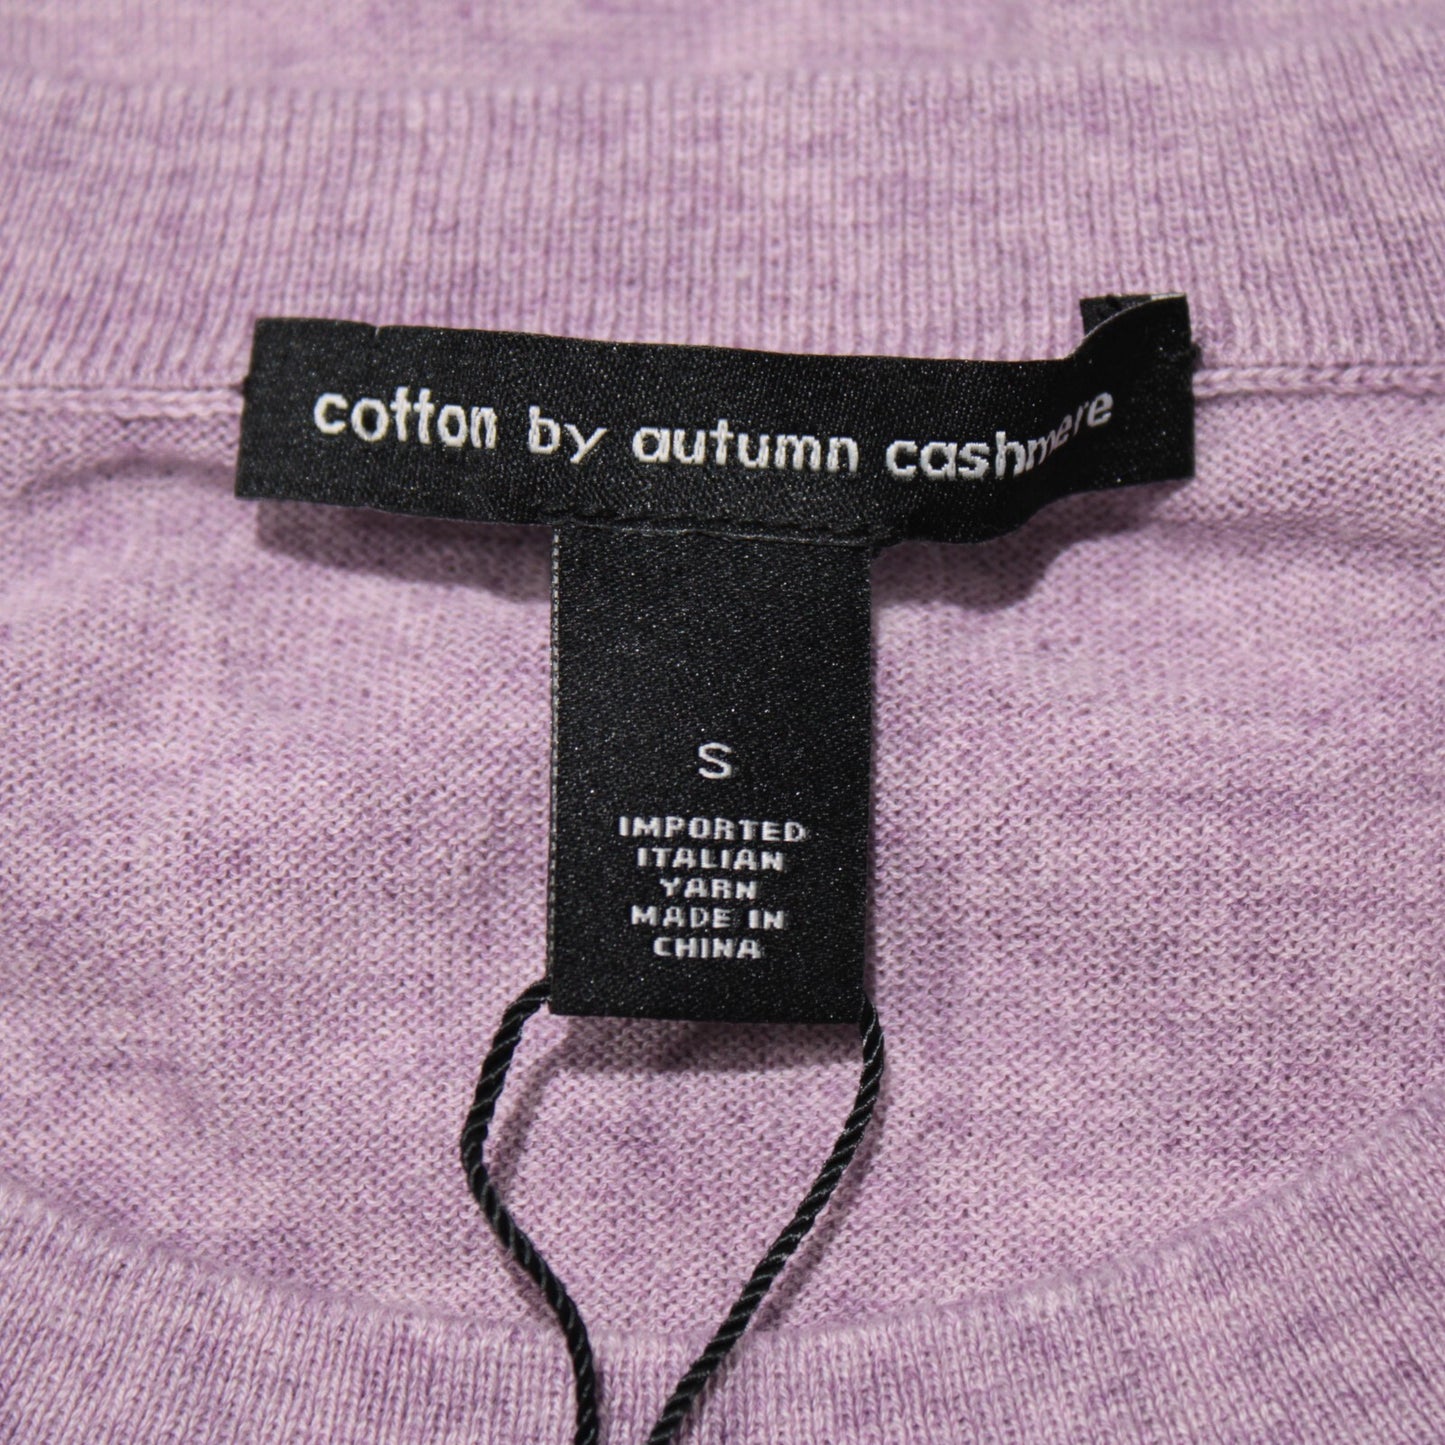 cotton by autumn cashmere
S
IMPORTED
ITALIAN
YARN
MADE IN
CHINA